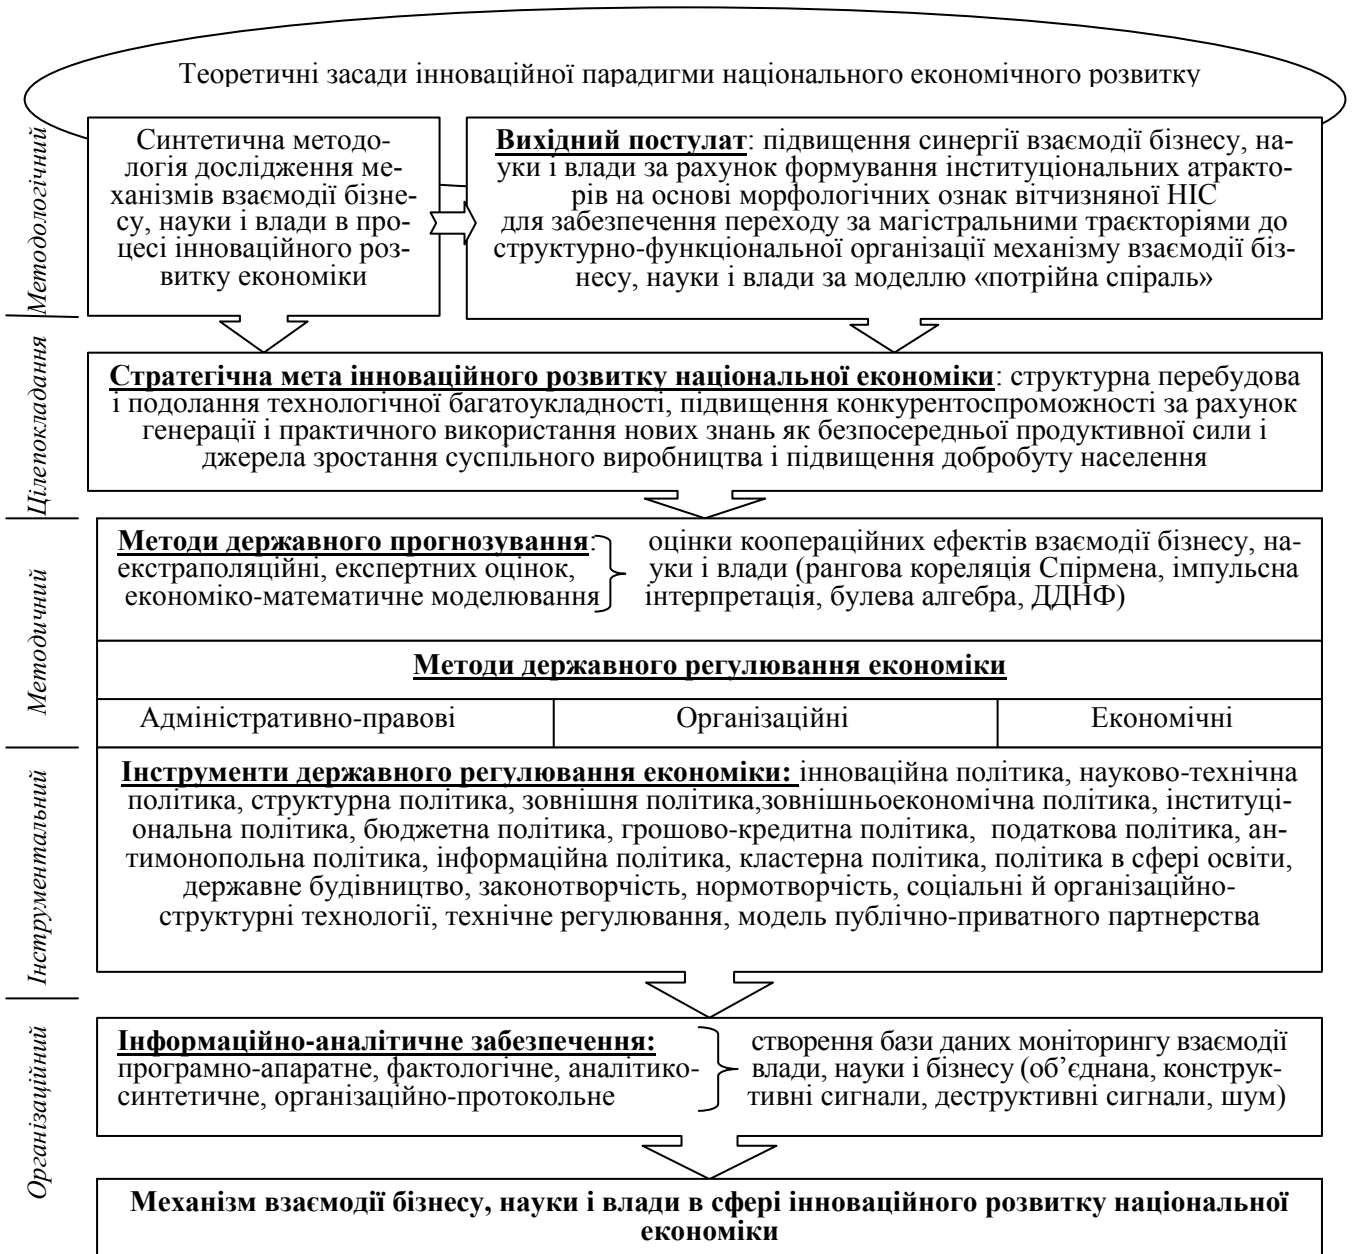 Теоретичні засади інноваційної парадигми національного економічного розвитку
Методологічний
Синтетична методо-
логія дослідження ме-
ханізмів взаємодії бізне-
су, науки і влади в про-
цесі інноваційного роз-
витку економіки
Вихідний постулат: підвищення синергії взаємодії бізнесу, на-
уки і влади за рахунок формування інституціональних атракто-
рів на основі морфологічних ознак вітчизняної НІС
для забезпечення переходу за магістральними траєкторіями до
структурно-функціональної організації механізму взаємодії біз-
несу, науки і влади за моделлю «потрійна спіраль»
Цілепокладання
Стратегічна мета інноваційного розвитку національної економіки: структурна перебудова
і подолання технологічної багатоукладності, підвищення конкурентоспроможності за рахунок
генерації і практичного використання нових знань як безпосередньої продуктивної сили і
джерела зростання суспільного виробництва і підвищення добробуту населення
Методичний
Методи державного прогнозування:
екстраполяційні, експертних оцінок,
економіко-математичне моделювання
оцінки коопераційних ефектів взаємодії бізнесу, на-
уки і влади (рангова кореляція Спірмена, імпульсна
інтерпретація, булева алгебра, ДДНФ)
Методи державного регулювання економіки
Адміністративно-правові
Організаційні
Економічні
Інструментальний
Інструменти державного регулювання економіки: інноваційна політика, науково-технічна
політика, структурна політика, зовнішня політика,зовнішньоекономічна політика, інституці-
ональна політика, бюджетна політика, грошово-кредитна політика, податкова політика, ан-
тимонопольна політика, інформаційна політика, кластерна політика, політика в сфері освіти,
державне будівництво, законотворчість, нормотворчість, соціальні й організаційно-
структурні технології, технічне регулювання, модель публічно-приватного партнерства
Організаційний
Інформаційно-аналітичне забезпечення:
програмно-апаратне, фактологічне, аналітико-
синтетичне, організаційно-протокольне
створення бази даних моніторингу взаємодії
влади, науки і бізнесу (об’єднана, конструк-
тивні сигнали, деструктивні сигнали, шум)
Механізм взаємодії бізнесу, науки і влади в сфері інноваційного розвитку національної
економіки